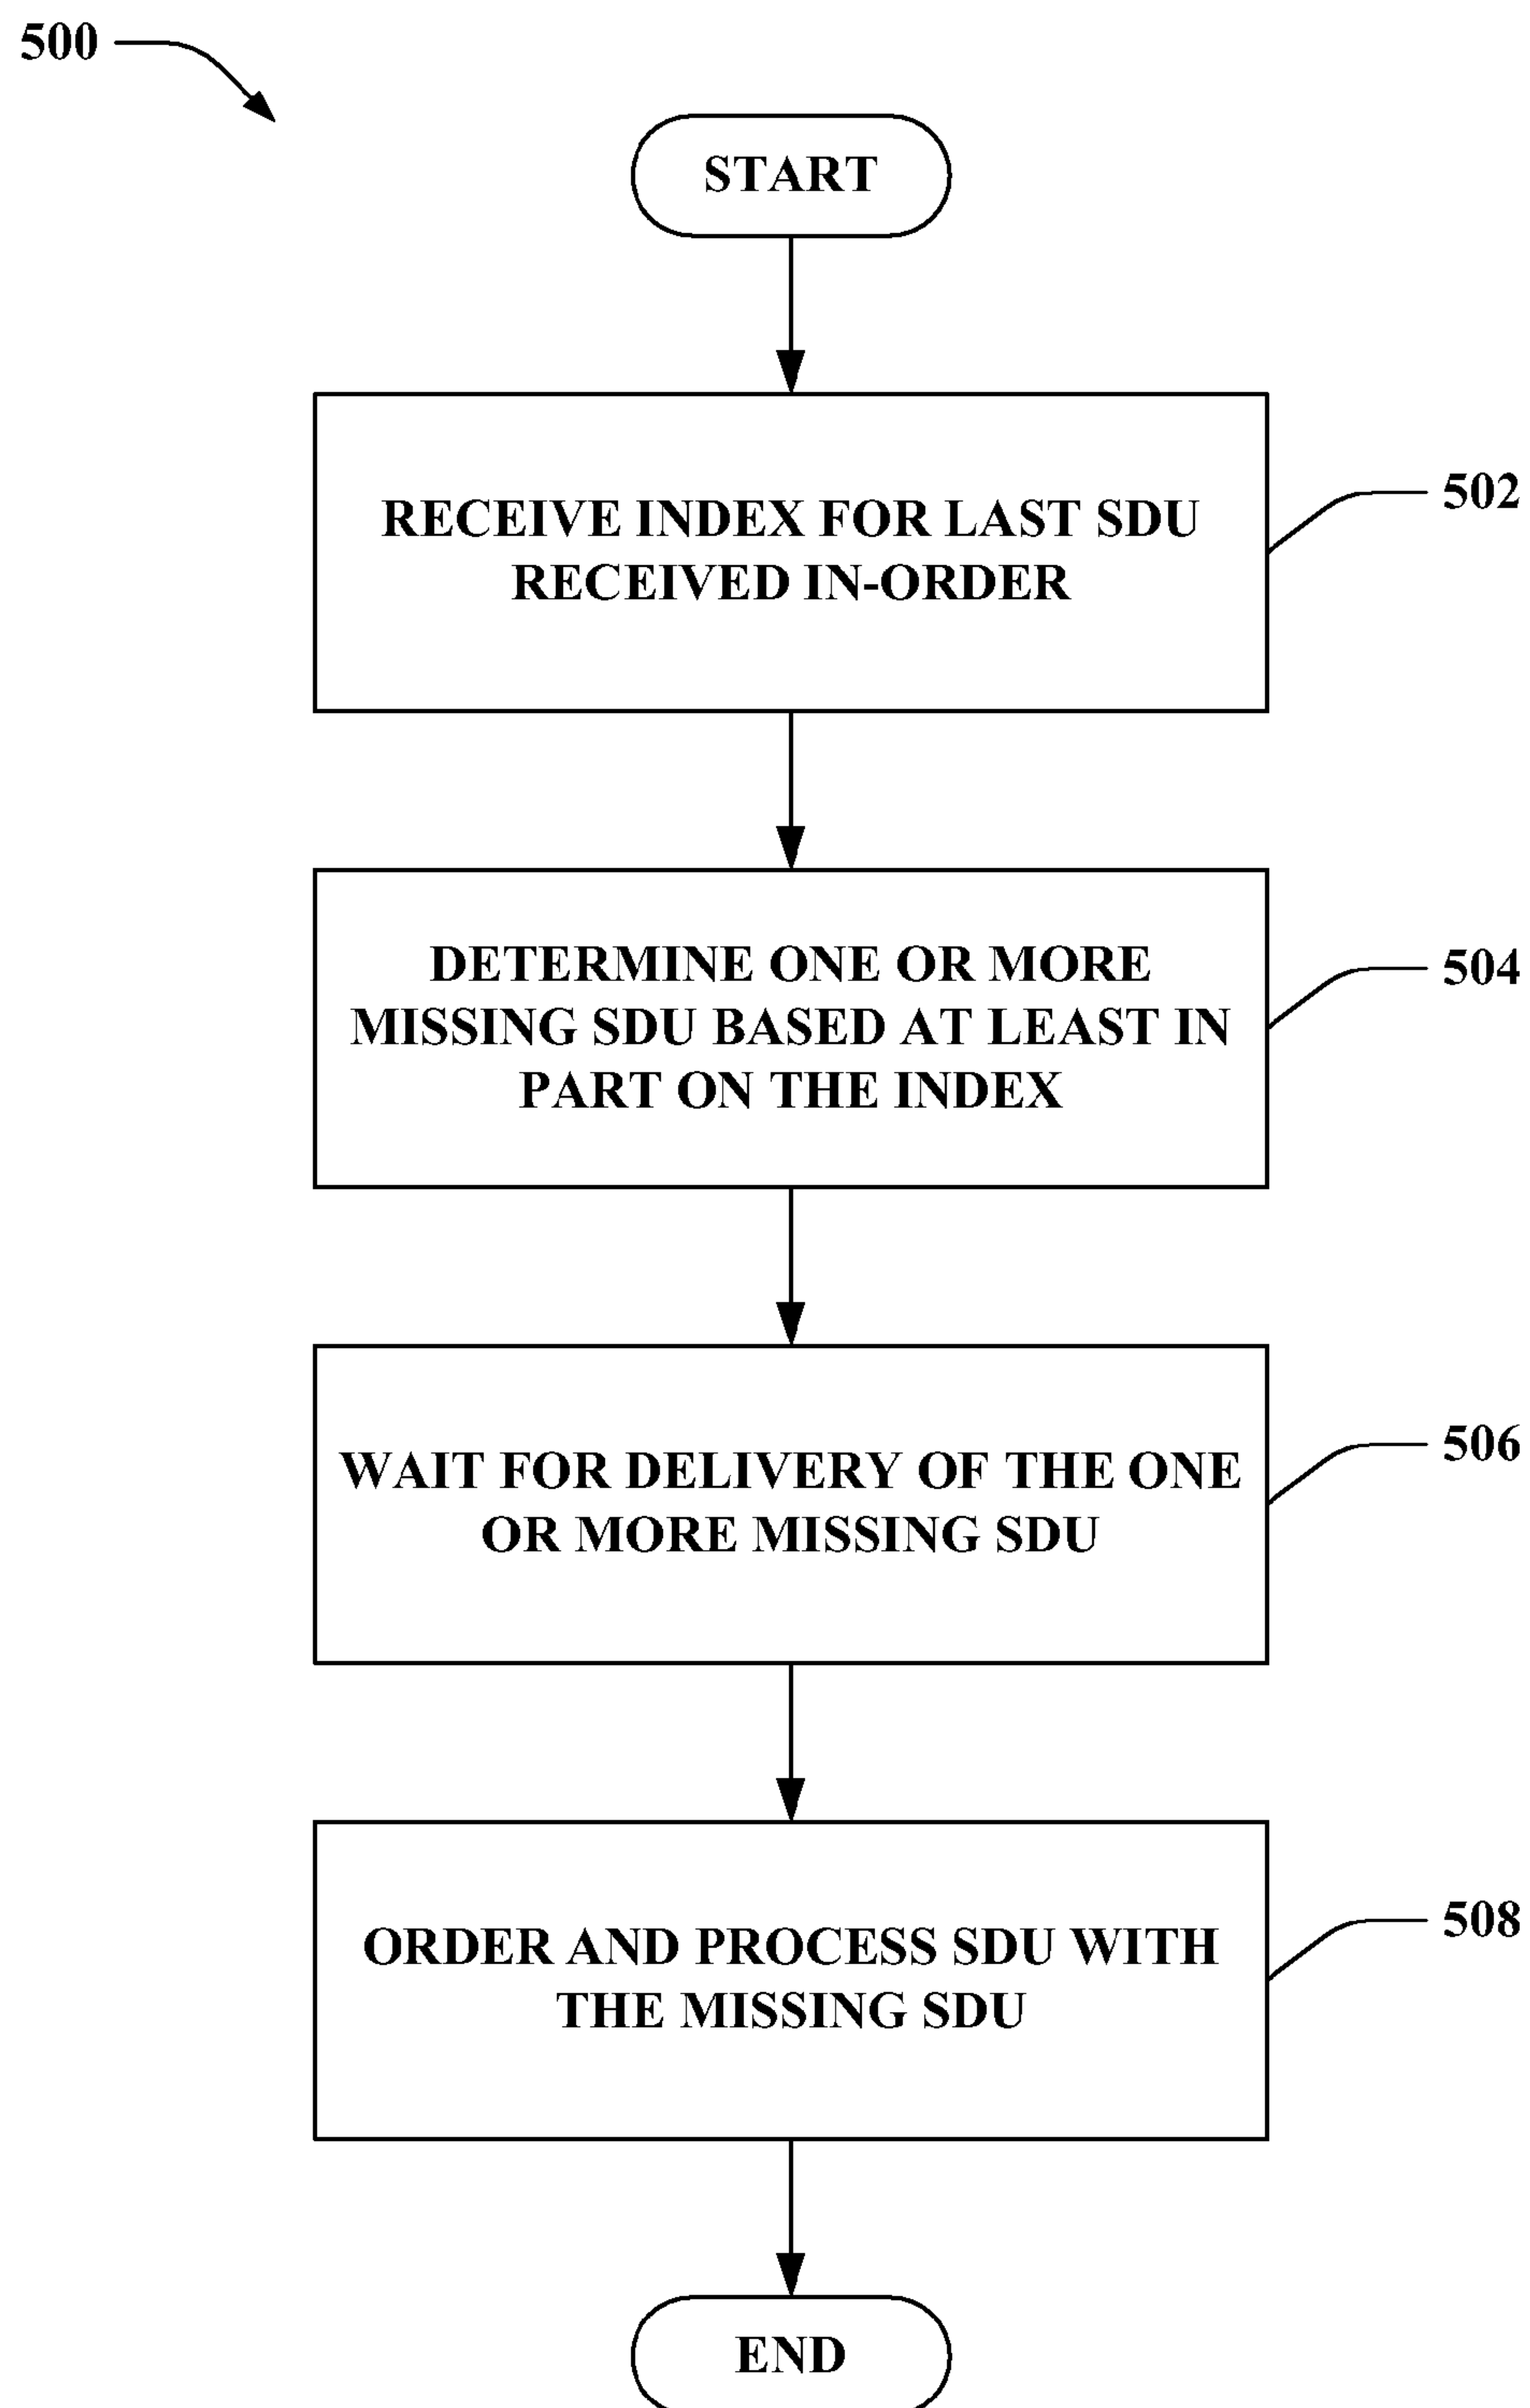 500
START
RECEIVE INDEX FOR LAST SDU
RECEIVED IN-ORDER
502
DETERMINE ONE OR MORE
MISSING SDU BASED AT LEAST IN
PART ON THE INDEX
504
WAIT FOR DELIVERY OF THE ONE
OR MORE MISSING SDU
506
ORDER AND PROCESS SDU WITH
THE MISSING SDU
508
END